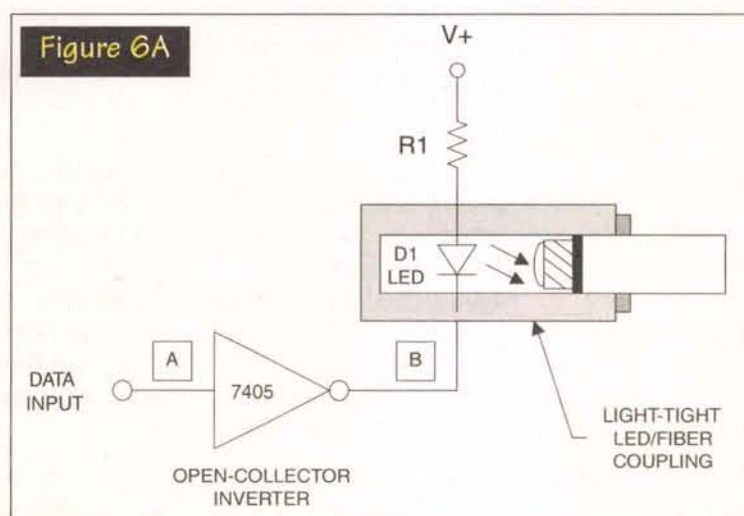 Figure 6A
V+
R1
D1
LED
A
B
DATA
INPUT
7405
OPEN-COLLECTOR
INVERTER
LIGHT-TIGHT
LED/FIBER
COUPLING